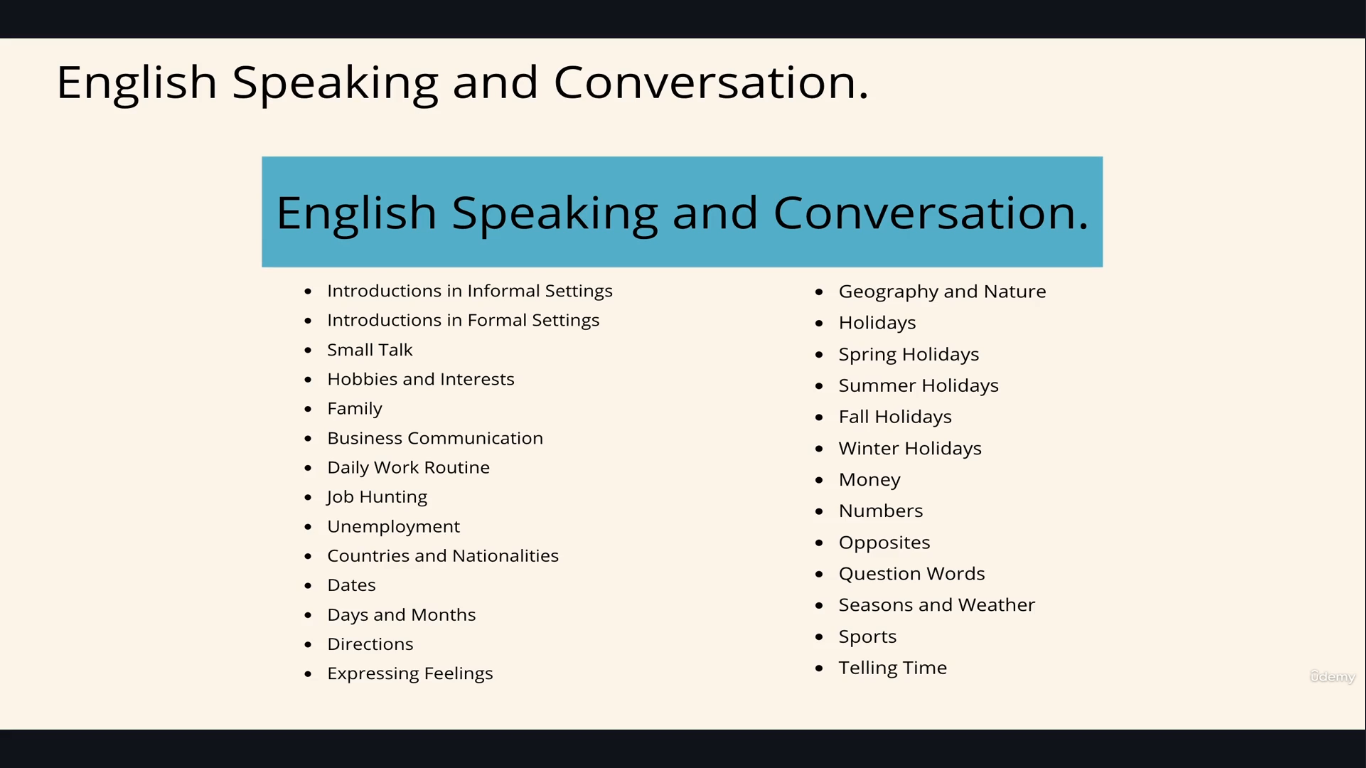 English Speaking and Conversation.
English Speaking and Conversation.
• Introductions in Informal Settings
• Introductions in Formal Settings
• Small Talk
• Hobbies and Interests
• Family
• Business Communication
• Daily Work Routine
• Job Hunting
• Unemployment
• Countries and Nationalities
• Dates
• Days and Months
• Directions
• Expressing Feelings
• Geography and Nature
• Holidays
• Spring Holidays
• Summer Holidays
• Fall Holidays
• Winter Holidays
• Money
• Numbers
• Opposites
• Question Words
• Seasons and Weather
• Sports
• Telling Time
ûdemy